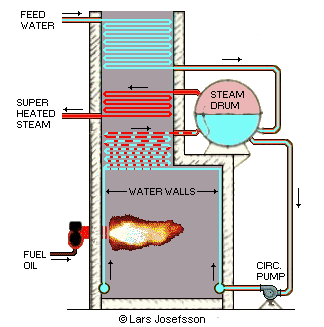 FEED
WATER
SUPER
HEATED
STEAM
STEAM
DRUM
WATER WALLS
FUEL
OIL
CIRC.
PUMP
© Lars Josefsson